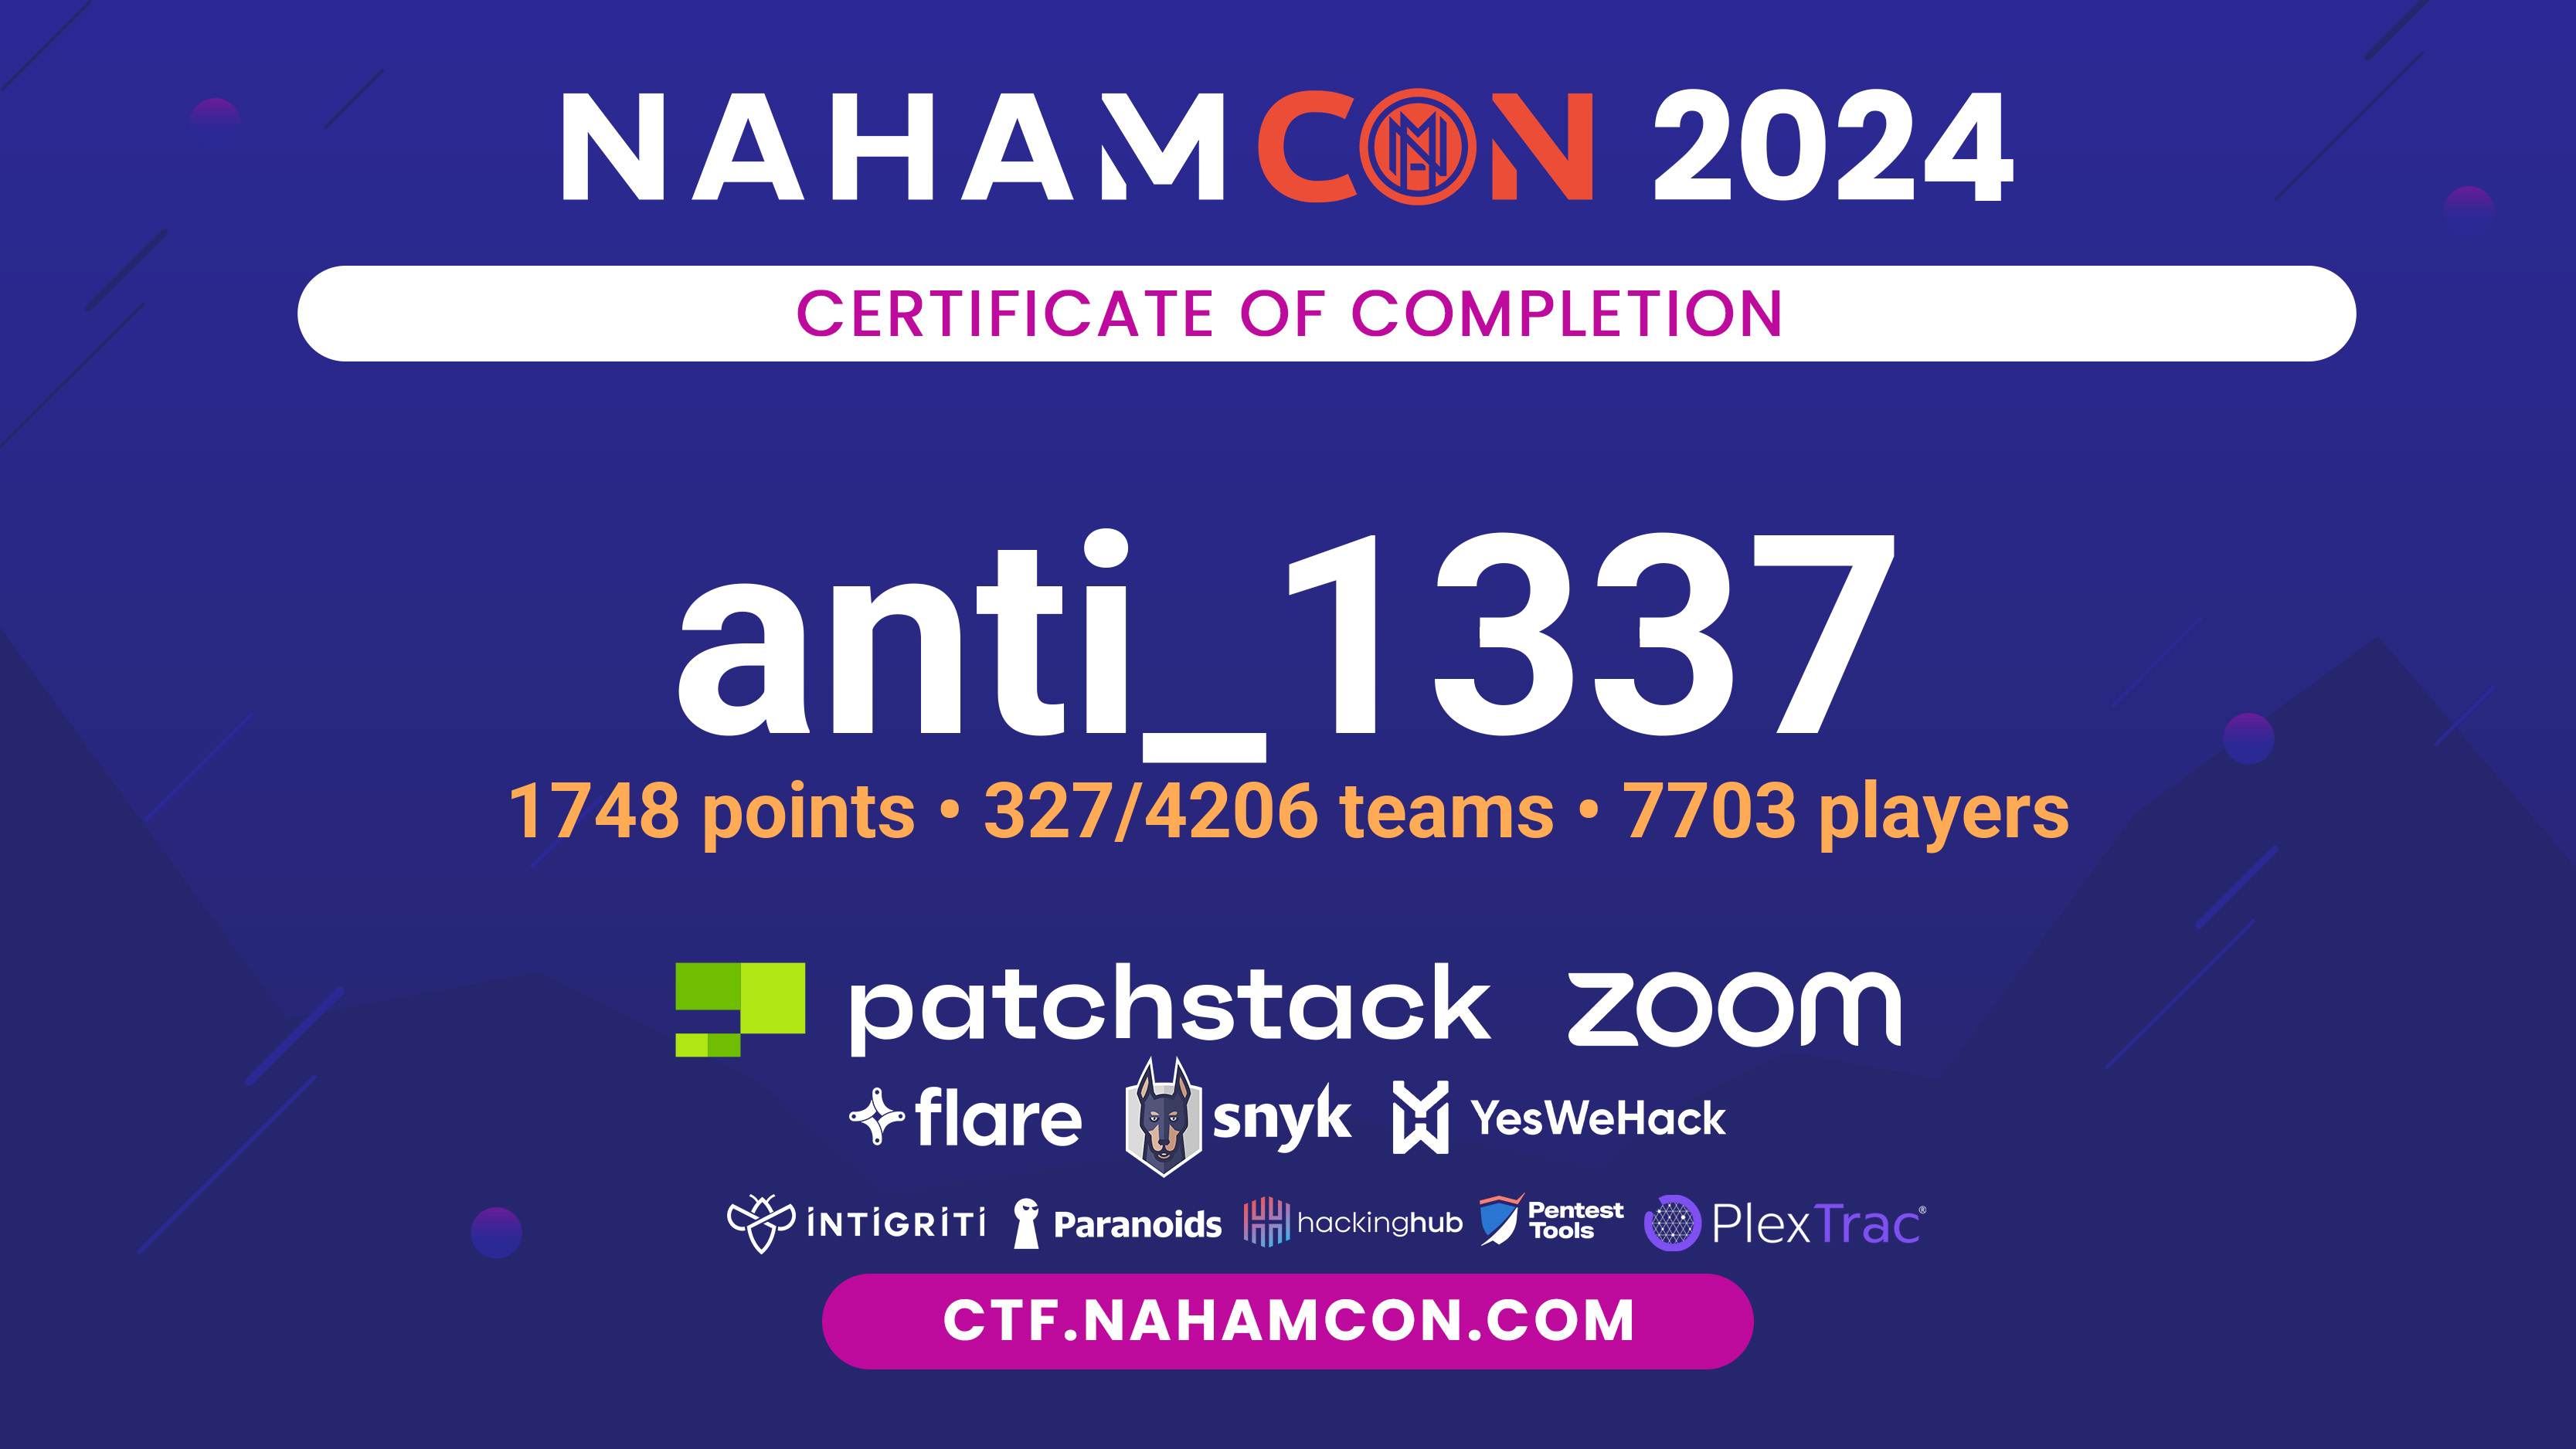 NAHAMCON 2024
CERTIFICATE OF COMPLETION
anti_1337
1748 points • 327/4206 teams • 7703 players
patchstack zoom
flare snyk YesWeHack
INTIGRITI Paranoids hackinghub Pentest Tools PlexTrac®
CTF.NAHAMCON.COM